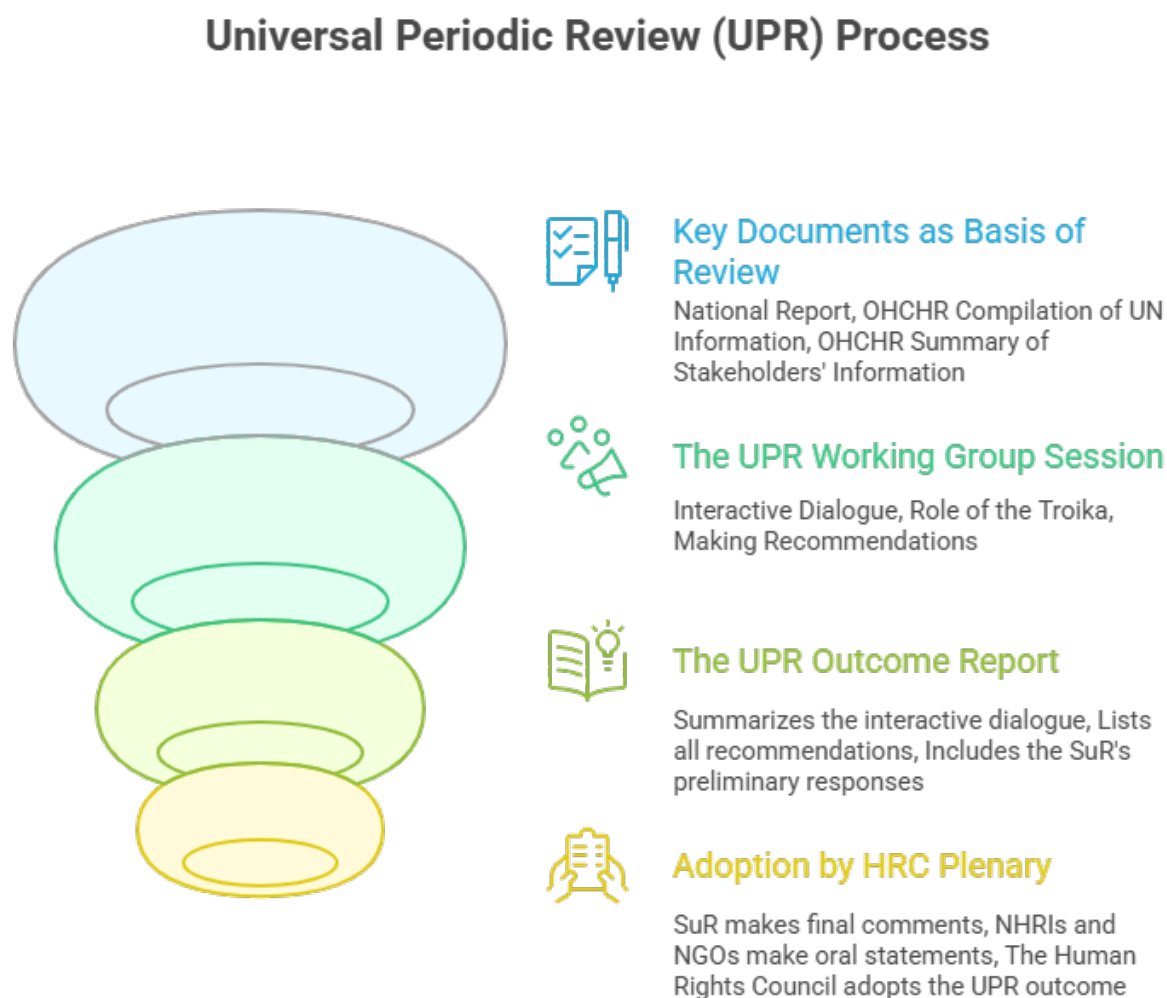 Universal Periodic Review (UPR) Process
Key Documents as Basis of
Review
National Report, OHCHR Compilation of UN
Information, OHCHR Summary of
Stakeholders' Information
The UPR Working Group Session
Interactive Dialogue, Role of the Troika,
Making Recommendations
The UPR Outcome Report
Summarizes the interactive dialogue, Lists
all recommendations, Includes the SuR's
preliminary responses
Adoption by HRC Plenary
SuR makes final comments, NHRIs and
NGOs make oral statements, The Human
Rights Council adopts the UPR outcome